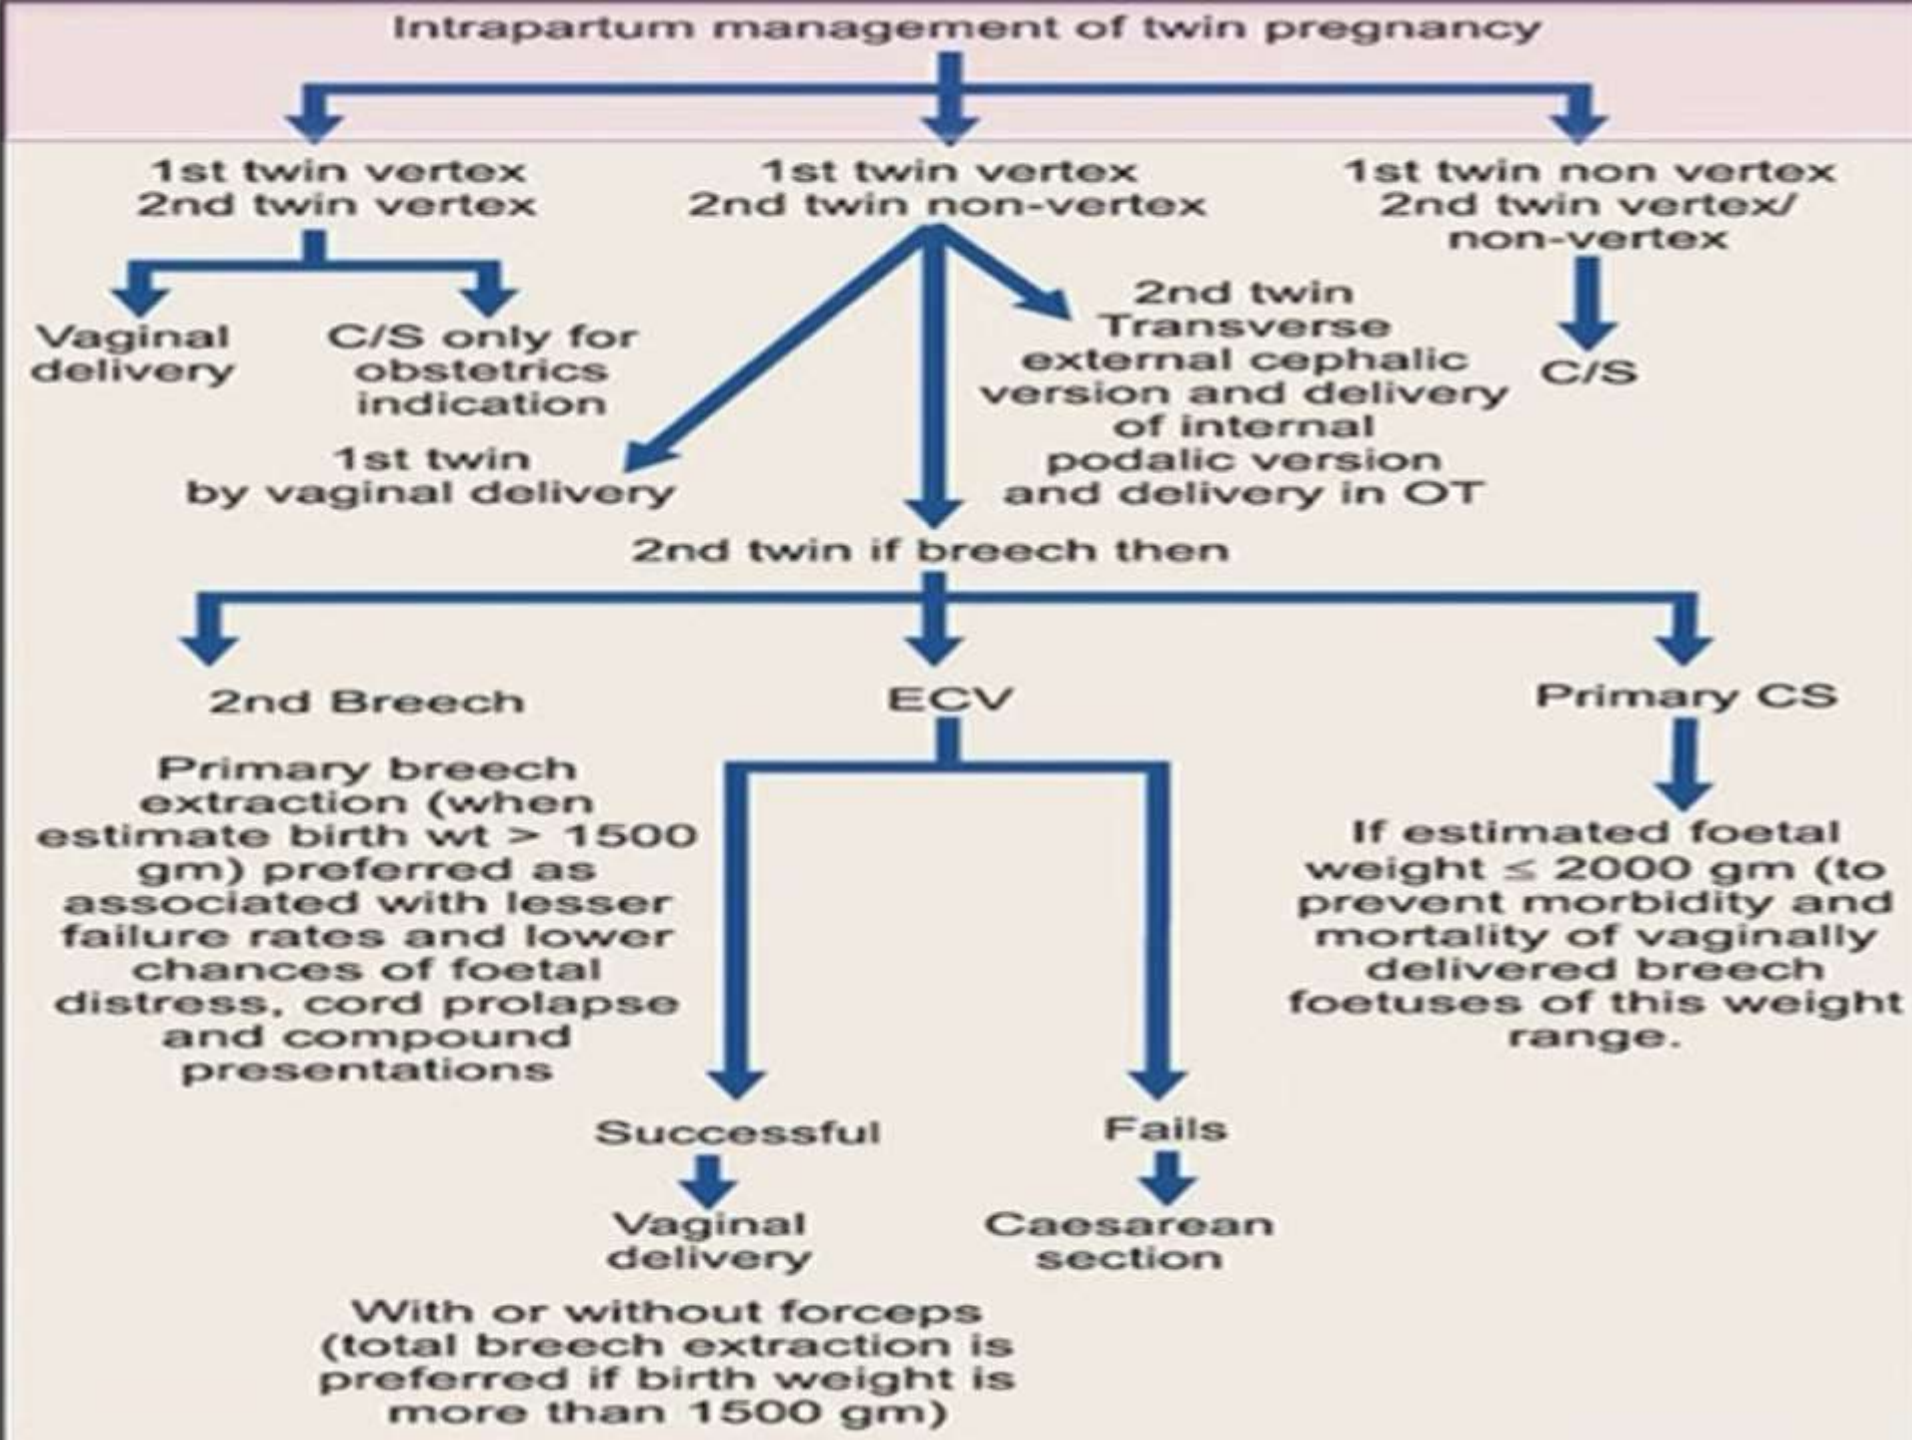 Intrapartum management of twin pregnancy
1st twin vertex
2nd twin vertex
1st twin vertex
2nd twin non-vertex
1st twin non vertex
2nd twin vertex/
non-vertex
Vaginal
delivery
C/S only for
obstetrics
indication
1st twin
by vaginal delivery
2nd twin
Transverse
external cephalic
version and delivery
of internal
podalic version
and delivery in OT
C/S
2nd twin if breech then
2nd Breech
Primary breech
extraction (when
estimate birth wt > 1500
gm) preferred as
associated with lesser
failure rates and lower
chances of foetal
distress, cord prolapse
and compound
presentations
ECV
Successful
Vaginal
delivery
With or without forceps
(total breech extraction is
preferred if birth weight is
more than 1500 gm)
Fails
Caesarean
section
Primary CS
If estimated foetal
weight ≤ 2000 gm (to
prevent morbidity and
mortality of vaginally
delivered breech
foetuses of this weight
range.